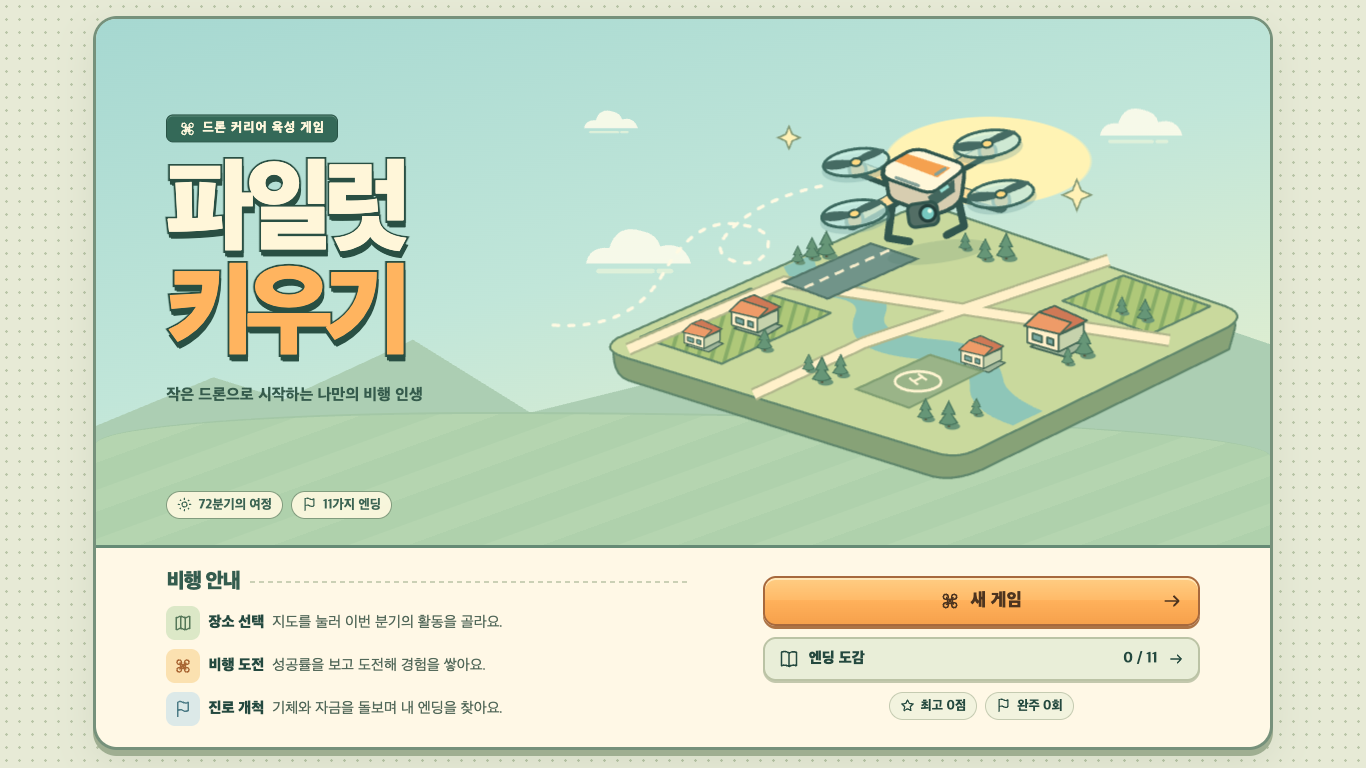 드론 커리어 육성 게임
파일럿
키우기
작은 드론으로 시작하는 나만의 비행 인생
72분기의 여정
11가지 엔딩
H
비행 안내
장소 선택 지도를 눌러 이번 분기의 활동을 골라요.
비행 도전 성공률을 보고 도전해 경험을 쌓아요.
진로 개척 기체와 자금을 돌보며 내 엔딩을 찾아요.
새 게임
엔딩 도감 0 / 11
최고 0점
완주 0회